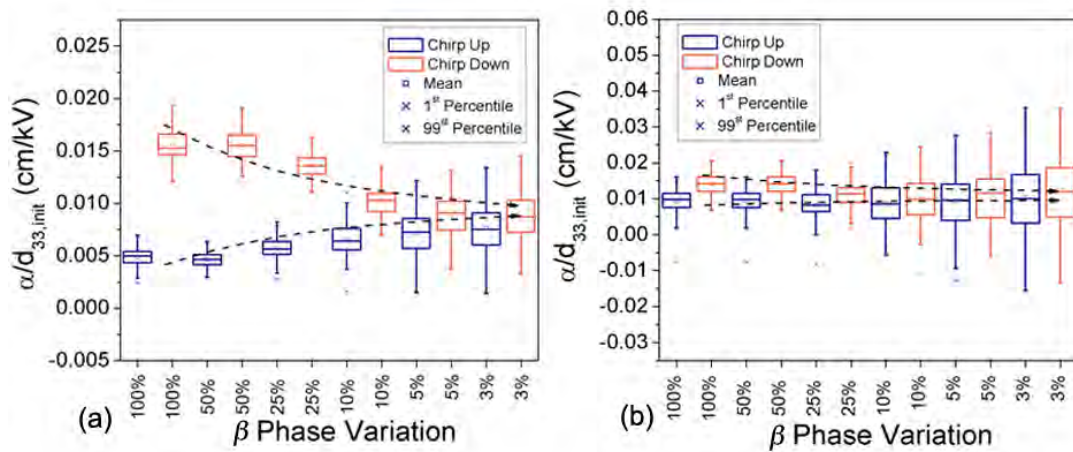 α/d33,init (cm/kV)
0.025
0.020
0.015
0.010
0.005
0.000
-0.005
Chirp Up
Chirp Down
Mean
1st Percentile
99st Percentile
100%
100%
50%
50%
25%
25%
10%
10%
5%
5%
3%
3%
(a)
β Phase Variation
α/d33,init (cm/kV)
0.06
0.05
0.04
0.03
0.02
0.01
0.00
-0.01
-0.02
-0.03
Chirp Up
Chirp Down
Mean
1st Percentile
99st Percentile
100%
100%
50%
50%
25%
25%
10%
10%
5%
5%
3%
3%
(b)
β Phase Variation